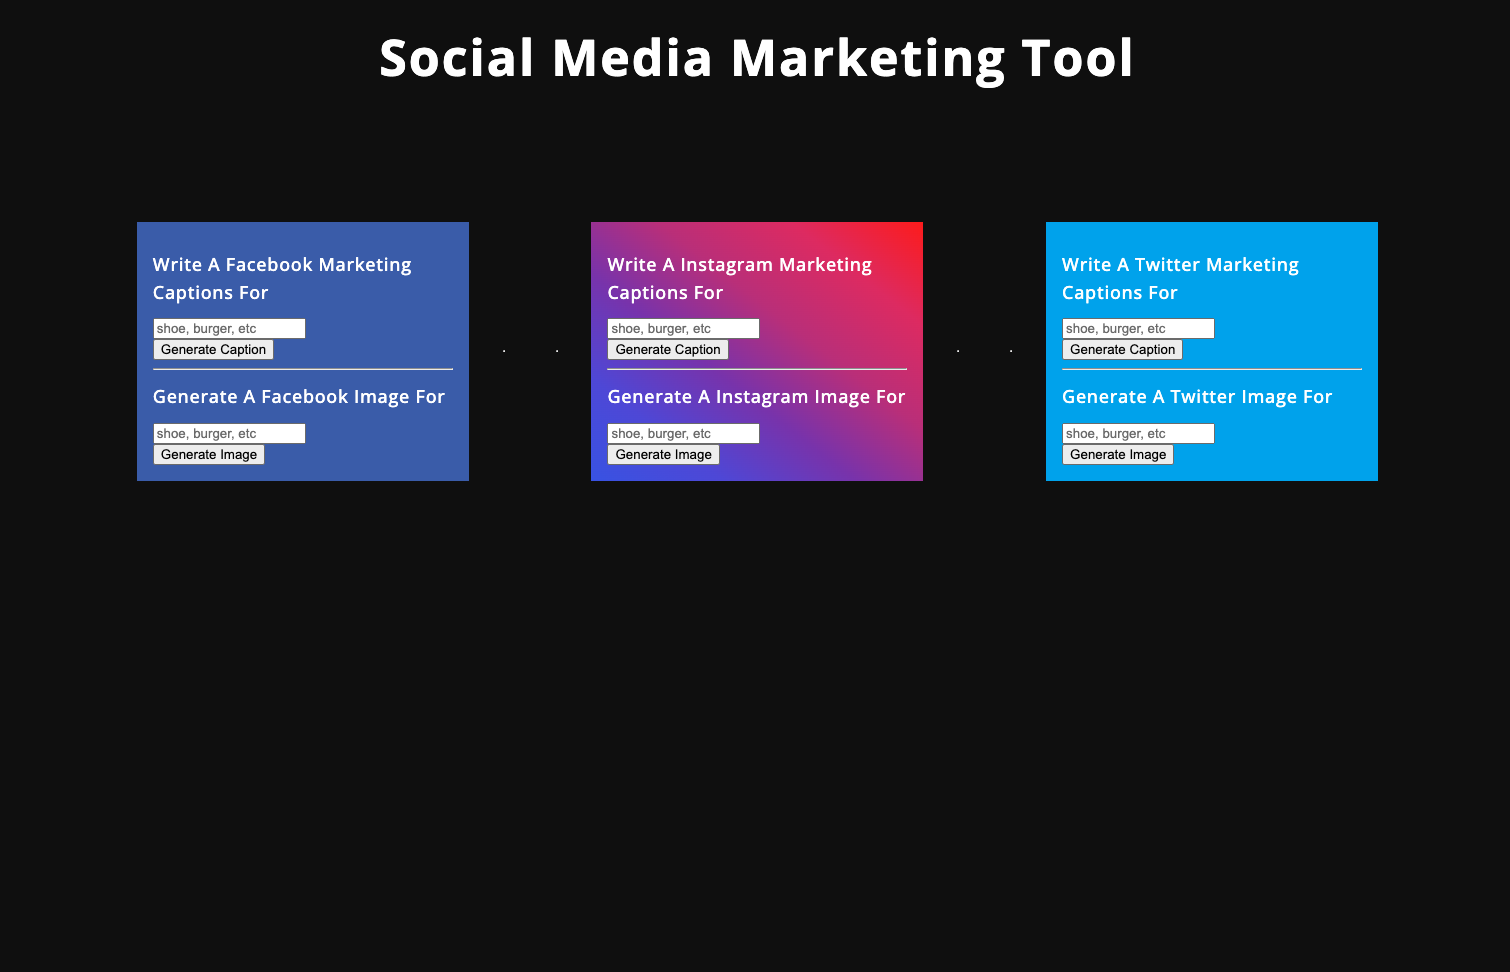 Social Media Marketing Tool
Write A Facebook Marketing
Captions For
shoe, burger, etc
Generate Caption
Generate A Facebook Image For
shoe, burger, etc
Generate Image
.
.
Write A Instagram Marketing
Captions For
shoe, burger, etc
Generate Caption
Generate A Instagram Image For
shoe, burger, etc
Generate Image
.
.
Write A Twitter Marketing
Captions For
shoe, burger, etc
Generate Caption
Generate A Twitter Image For
shoe, burger, etc
Generate Image